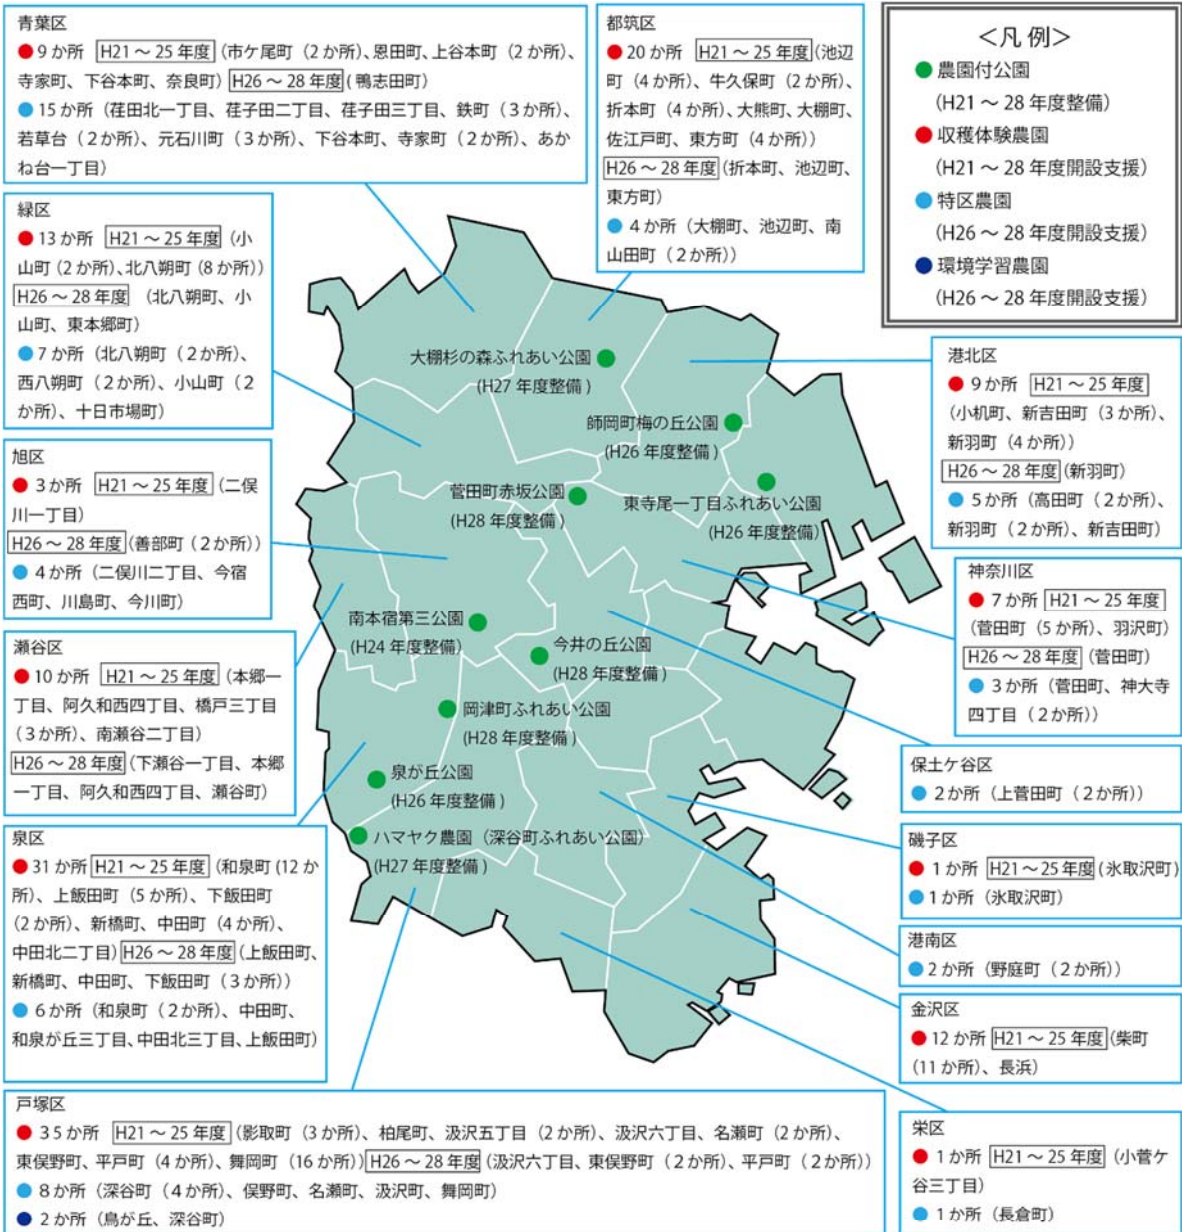 青葉区
●9か所 H21～25年度（市ケ尾町（2か所）、恩田町、上谷本町（2か所）、
寺家町、下谷本町、奈良町）H26～28年度（鴨志田町）
●15か所（荏田北一丁目、荏子田二丁目、荏子田三丁目、鉄町（3か所）、
若草台（2か所）、元石川町（3か所）、下谷本町、寺家町（2か所）、あか
ね台一丁目）
都筑区
●20か所 H21～25年度（池辺
町（4か所）、牛久保町（2か所）、
折本町（4か所）、大熊町、大棚町、
佐江戸町、東方町（4か所））
H26～28年度（折本町、池辺町、
東方町）
●4か所（大棚町、池辺町、南
山田町（2か所））
＜凡例＞
●農園付公園
（H21～28年度整備）
●収穫体験農園
（H21～28年度開設支援）
●特区農園
（H26～28年度開設支援）
●環境学習農園
（H26～28年度開設支援）
緑区
●13か所 H21～25年度（小
山町（2か所）、北八朔町（8か所））
H26～28年度（北八朔町、小
山町、東本郷町）
●7か所（北八朔町（2か所）、
西八朔町（2か所）、小山町（2
か所）、十日市場町）
旭区
●3か所 H21～25年度（二俣
川一丁目）
H26～28年度（善部町（2か所））
●4か所（二俣川二丁目、今宿
西町、川島町、今川町）
瀬谷区
●10か所 H21～25年度（本郷一
丁目、阿久和西四丁目、橋戸三丁目
（3か所）、南瀬谷二丁目）
H26～28年度（下瀬谷一丁目、本郷
一丁目、阿久和西四丁目、瀬谷町）
泉区
●31か所 H21～25年度（和泉町（12か
所）、上飯田町（5か所）、下飯田町
（2か所）、新橋町、中田町（4か所）、
中田北二丁目）H26～28年度（上飯田町、
新橋町、中田町、下飯田町（3か所））
●6か所（和泉町（2か所）、中田町、
和泉が丘三丁目、中田北三丁目、上飯田町）
大棚杉の森ふれあい公園
（H27年度整備）
師岡町梅の丘公園
（H26年度整備）
菅田町赤坂公園
（H28年度整備）
東寺尾一丁目ふれあい公園
（H26年度整備）
南本宿第三公園
（H24年度整備）
今井の丘公園
（H28年度整備）
岡津町ふれあい公園
（H28年度整備）
泉が丘公園
（H26年度整備）
ハマヤク農園（深谷町ふれあい公園）
（H27年度整備）
港北区
●9か所 H21～25年度
（小机町、新吉田町（3か所）、
新羽町（4か所））
H26～28年度（新羽町）
●5か所（高田町（2か所）、
新羽町（2か所）、新吉田町）
神奈川区
●7か所 H21～25年度
（菅田町（5か所）、羽沢町）
H26～28年度（菅田町）
●3か所（菅田町、神大寺
四丁目（2か所））
保土ケ谷区
●2か所（上菅田町（2か所））
磯子区
●1か所 H21～25年度（氷取沢町）
●1か所（氷取沢町）
港南区
●2か所（野庭町（2か所））
金沢区
●12か所 H21～25年度（柴町
（11か所）、長浜）
栄区
●1か所 H21～25年度（小菅ケ
谷三丁目）
●1か所（長倉町）
戸塚区
●35か所 H21～25年度（影取町（3か所）、柏尾町、汲沢五丁目（2か所）、汲沢六丁目、名瀬町（2か所）、
東俣野町、平戸町（4か所）、舞岡町（16か所））H26～28年度（汲沢六丁目、東俣野町（2か所）、平戸町（2か所））
●8か所（深谷町（4か所）、俣野町、名瀬町、汲沢町、舞岡町）
●2か所（鳥が丘、深谷町）